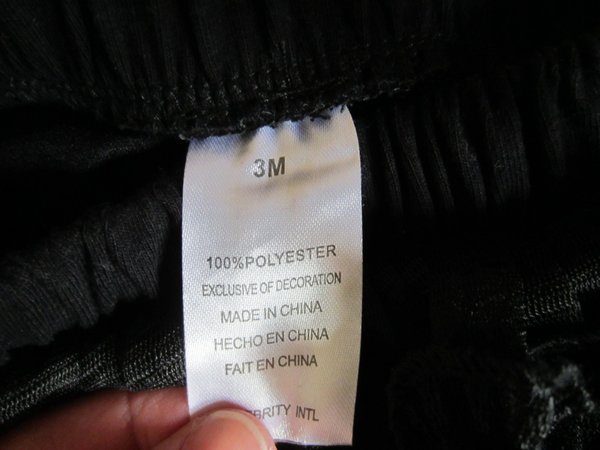 3M
100%POLYESTER
EXCLUSIVE OF DECORATION
MADE IN CHINA
HECHO EN CHINA
FAIT EN CHINA
INTL